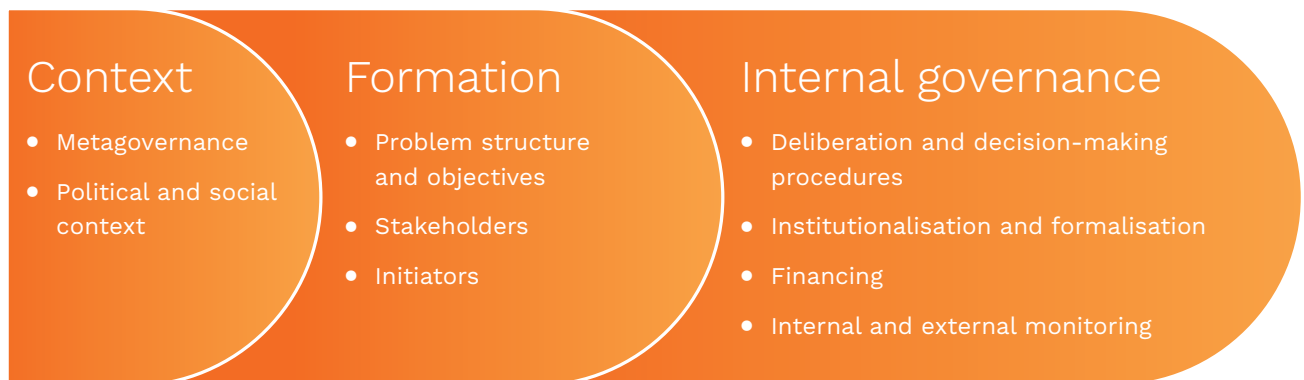 Context
• Metagovernance
• Political and social
context
Formation
• Problem structure
and objectives
• Stakeholders
• Initiators
Internal governance
• Deliberation and decision-making
procedures
• Institutionalisation and formalisation
• Financing
• Internal and external monitoring